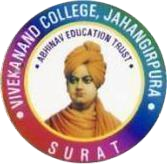 • VIVEKANAND COLLEGE, JAHANGIRPURA •
• ABHINAV EDUCATION TRUST •
SURAT